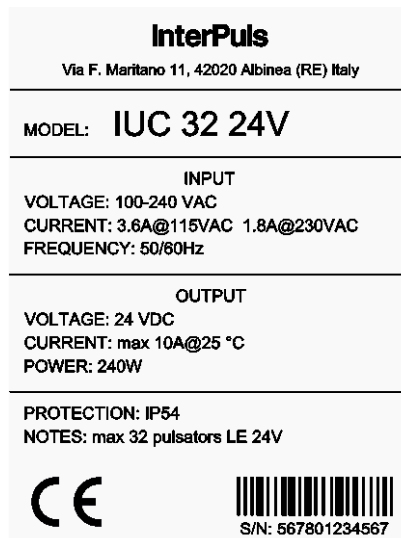 InterPuls
Via F. Maritano 11, 42020 Albinea (RE) Italy
MODEL: IUC 32 24V
INPUT
VOLTAGE: 100-240 VAC
CURRENT: 3.6A@115VAC 1.8A@230VAC
FREQUENCY: 50/60Hz
OUTPUT
VOLTAGE: 24 VDC
CURRENT: max 10A@25 °C
POWER: 240W
PROTECTION: IP54
NOTES: max 32 pulsators LE 24V
CE
S/N: 567801234567